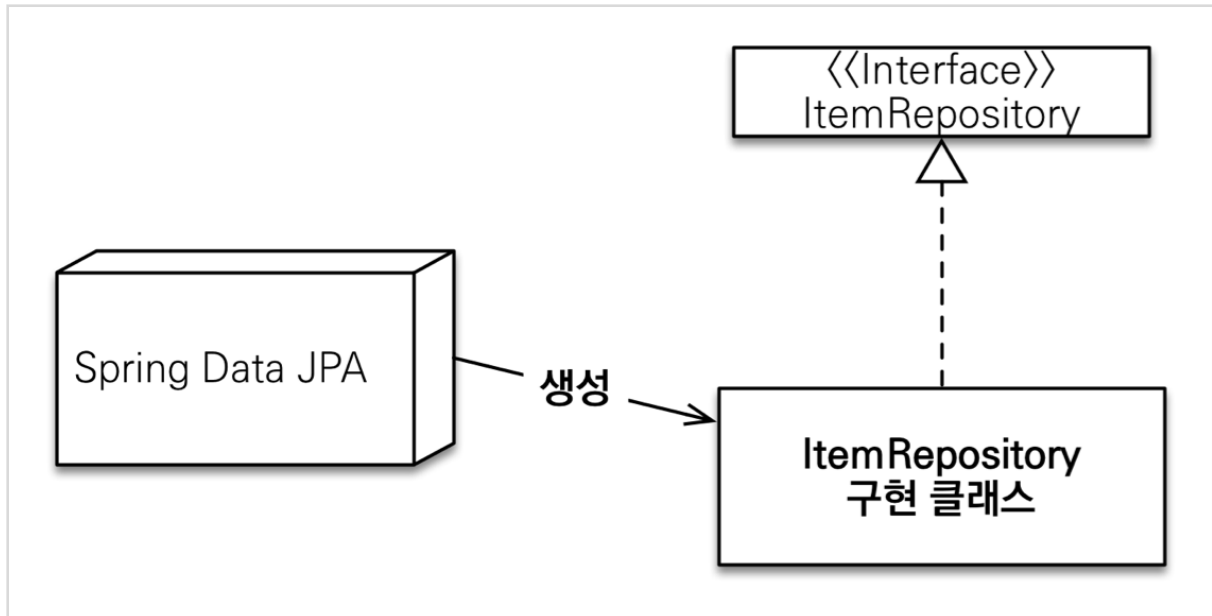 《Interface》
ItemRepository
Spring Data JPA
생성
ItemRepository
구현 클래스